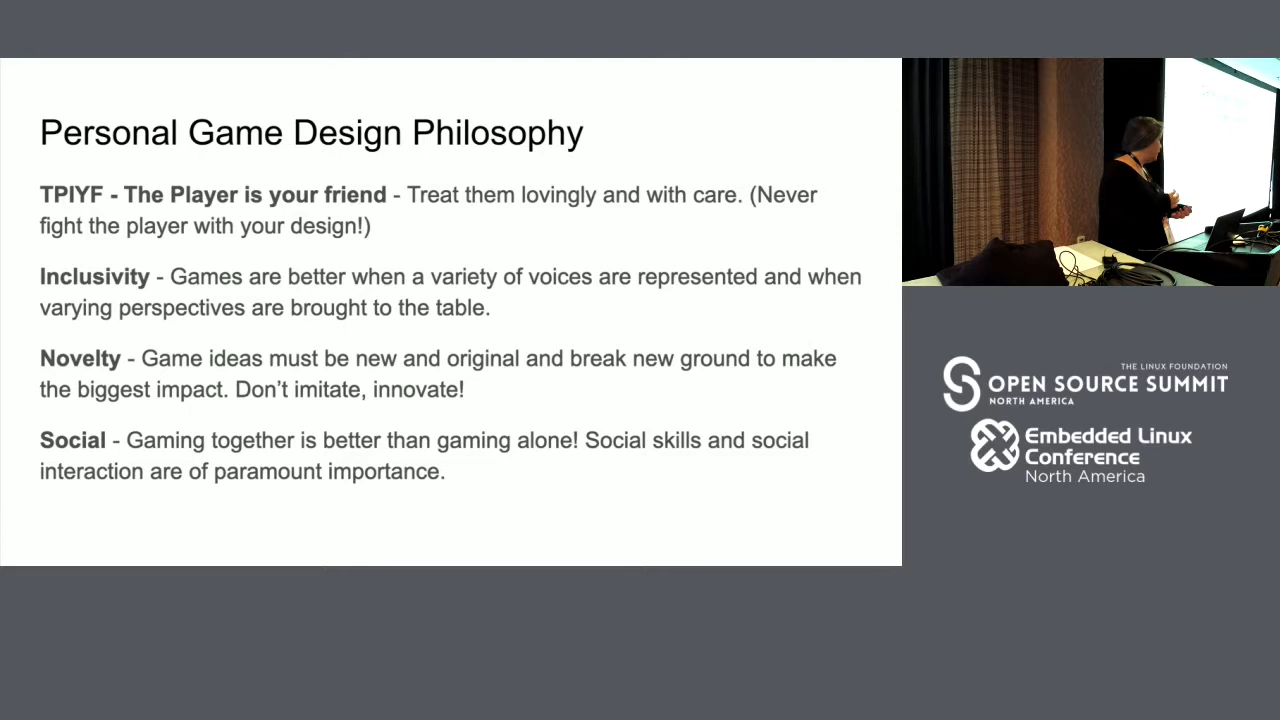 Personal Game Design Philosophy
TPIYF - The Player is your friend - Treat them lovingly and with care. (Never
fight the player with your design!)
Inclusivity - Games are better when a variety of voices are represented and when
varying perspectives are brought to the table.
Novelty - Game ideas must be new and original and break new ground to make
the biggest impact. Don’t imitate, innovate!
Social - Gaming together is better than gaming alone! Social skills and social
interaction are of paramount importance.
THE LINUX FOUNDATION
OPEN SOURCE SUMMIT
NORTH AMERICA
Embedded Linux
Conference
North America